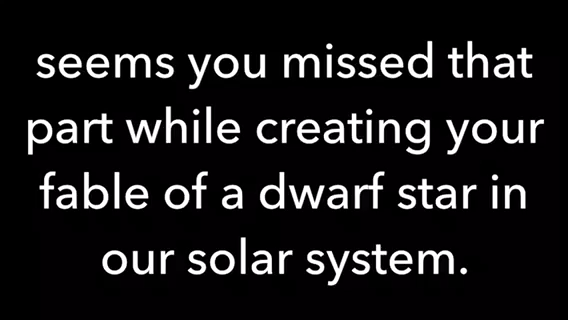 seems you missed that
part while creating your
fable of a dwarf star in
our solar system.